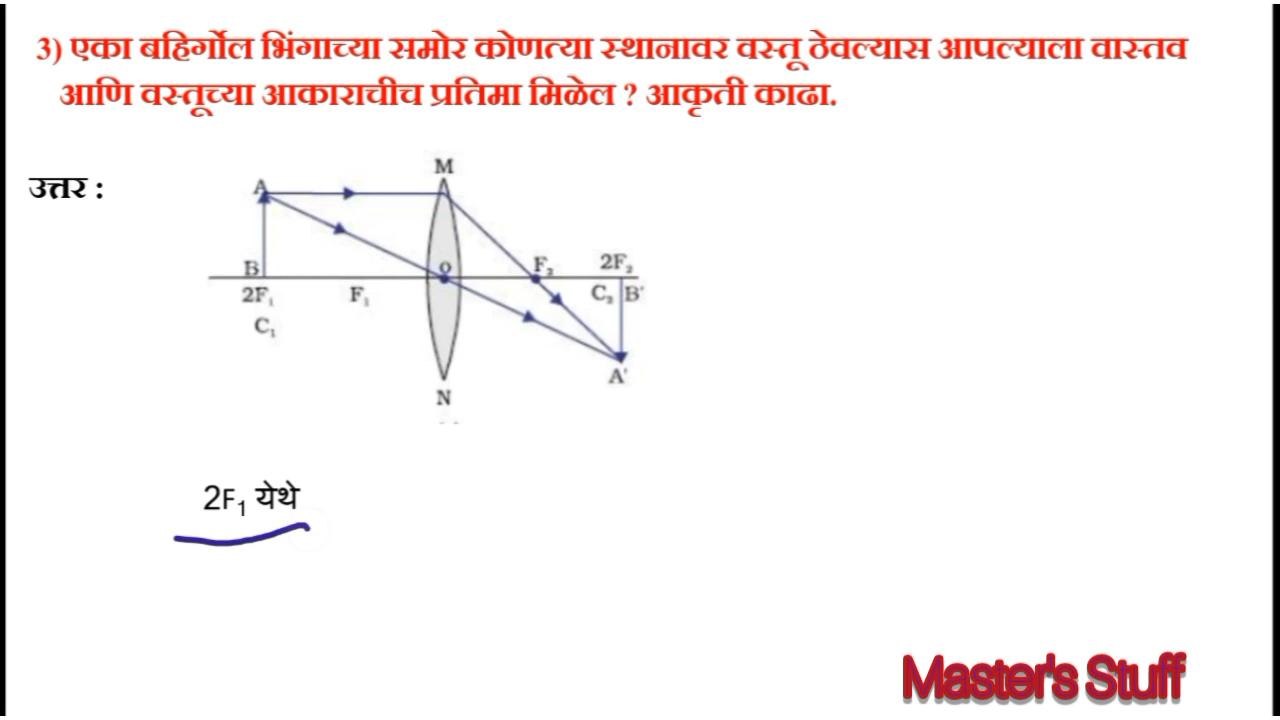 3) एका बहिर्गोल भिंगाच्या समोर कोणत्या स्थानावर वस्तू ठेवल्यास आपल्याला वास्तव
आणि वस्तूच्या आकाराचीच प्रतिमा मिळेल ? आकृती काढा.
उत्तर :
M
A
B
O
F₂
2F₂
2F₁
F₁
C₂
B'
C₁
A'
N
2F₁ येथे
Master's Stuff